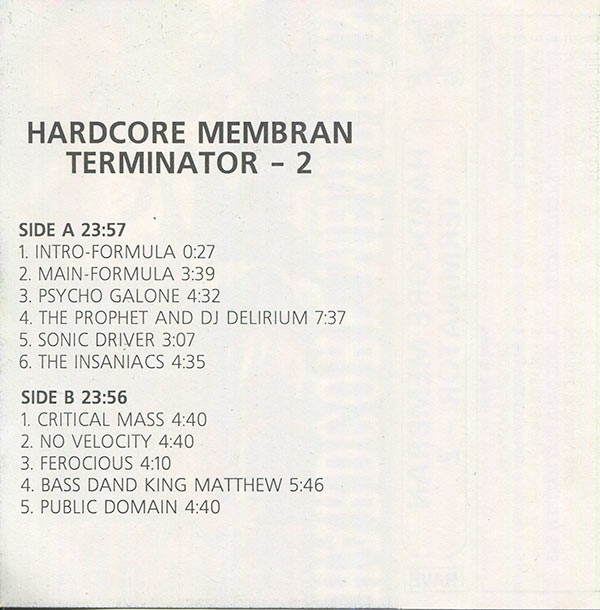 HARDCORE MEMBRAN
TERMINATOR – 2
SIDE A 23:57
1. INTRO-FORMULA 0:27
2. MAIN-FORMULA 3:39
3. PSYCHO GALONE 4:32
4. THE PROPHET AND DJ DELIRIUM 7:37
5. SONIC DRIVER 3:07
6. THE INSANIACS 4:35
SIDE B 23:56
1. CRITICAL MASS 4:40
2. NO VELOCITY 4:40
3. FEROCIOUS 4:10
4. BASS DAND KING MATTHEW 5:46
5. PUBLIC DOMAIN 4:40